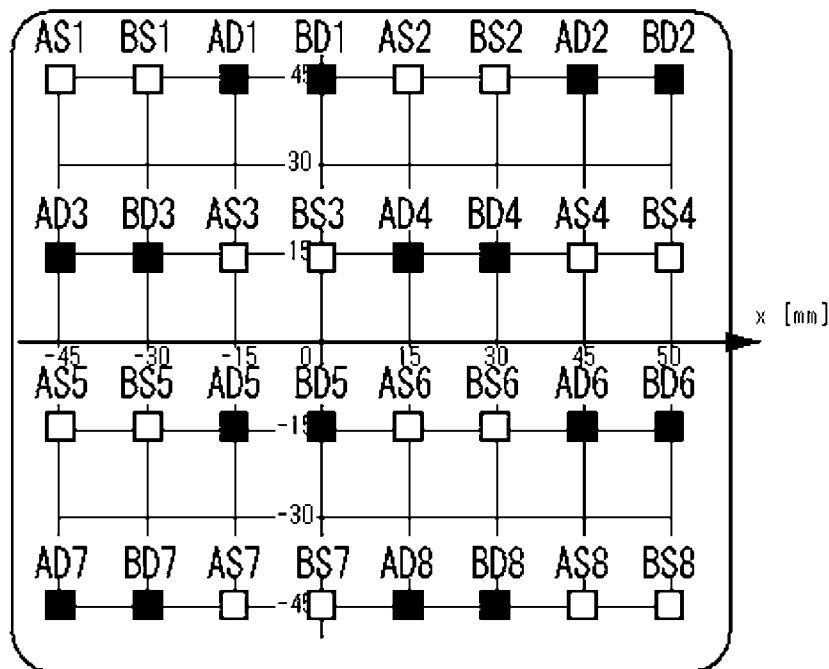 AS1 BS1 AD1 BD1 AS2 BS2 AD2 BD2
45
30
AD3 BD3 AS3 BS3 AD4 BD4 AS4 BS4
15
x [mm]
-45 -30 -15 0 15 30 45 50
AS5 BS5 AD5 BD5 AS6 BS6 AD6 BD6
-15
-30
AD7 BD7 AS7 BS7 AD8 BD8 AS8 BS8
-45